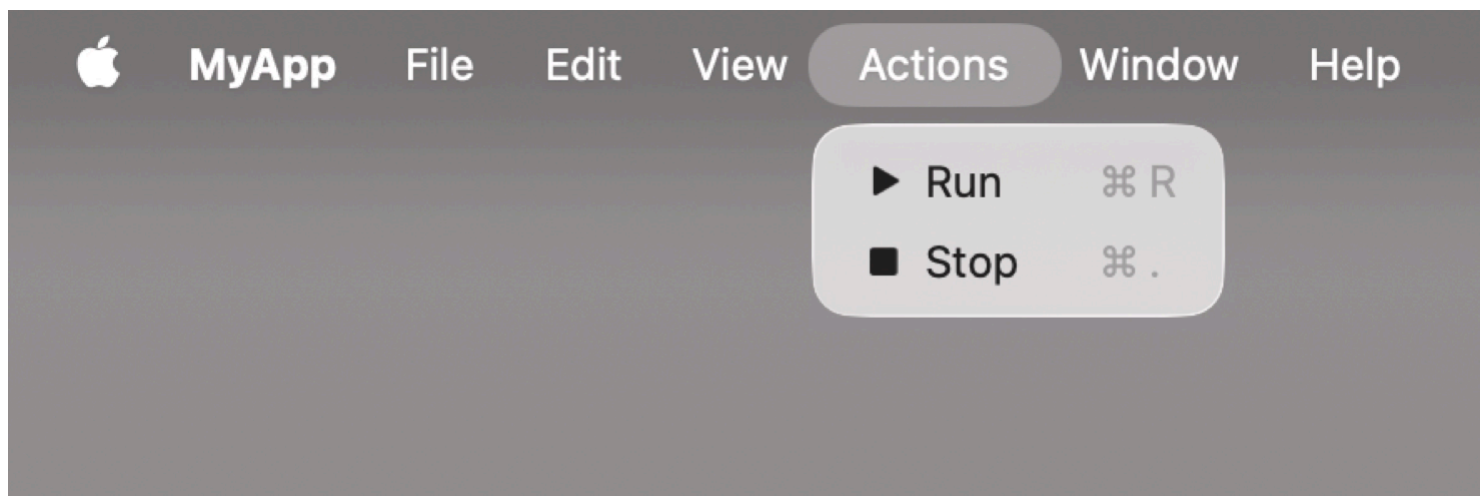 MyApp File Edit View Actions Window Help
Run ⌘ R
Stop ⌘ .